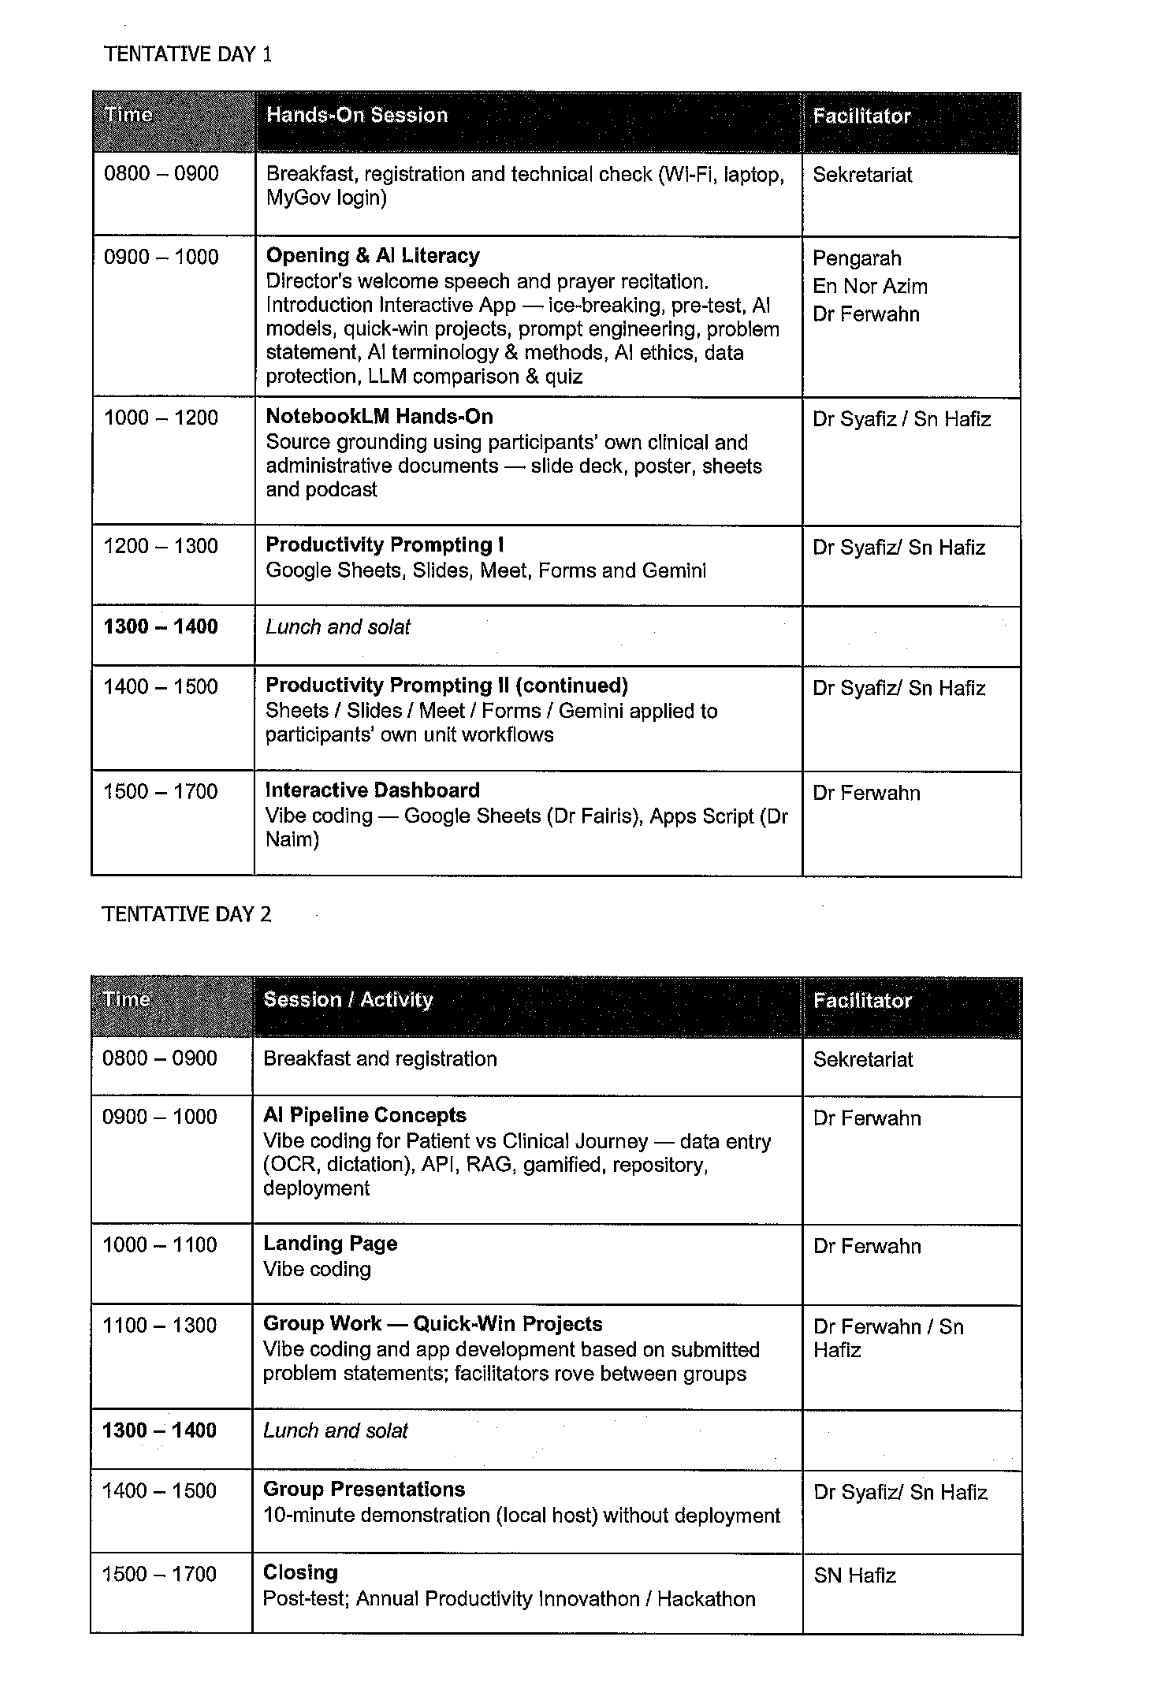 TENTATIVE DAY 1
Time Hands-On Session Facilitator
0800 – 0900 Breakfast, registration and technical check (Wi-Fi, laptop, Sekretariat
MyGov login)
0900 – 1000 Opening & AI Literacy Pengarah
Director's welcome speech and prayer recitation. En Nor Azim
Introduction Interactive App — ice-breaking, pre-test, AI Dr Ferwahn
models, quick-win projects, prompt engineering, problem
statement, AI terminology & methods, AI ethics, data
protection, LLM comparison & quiz
1000 – 1200 NotebookLM Hands-On Dr Syafiz / Sn Hafiz
Source grounding using participants' own clinical and
administrative documents — slide deck, poster, sheets
and podcast
1200 – 1300 Productivity Prompting I Dr Syafiz/ Sn Hafiz
Google Sheets, Slides, Meet, Forms and Gemini
1300 – 1400 Lunch and solat
1400 – 1500 Productivity Prompting II (continued) Dr Syafiz/ Sn Hafiz
Sheets / Slides / Meet / Forms / Gemini applied to
participants' own unit workflows
1500 – 1700 Interactive Dashboard Dr Ferwahn
Vibe coding — Google Sheets (Dr Fairis), Apps Script (Dr
Naim)
TENTATIVE DAY 2
Time Session / Activity Facilitator
0800 – 0900 Breakfast and registration Sekretariat
0900 – 1000 AI Pipeline Concepts Dr Ferwahn
Vibe coding for Patient vs Clinical Journey — data entry
(OCR, dictation), API, RAG, gamified, repository,
deployment
1000 – 1100 Landing Page Dr Ferwahn
Vibe coding
1100 – 1300 Group Work — Quick-Win Projects Dr Ferwahn / Sn
Vibe coding and app development based on submitted Hafiz
problem statements; facilitators rove between groups
1300 – 1400 Lunch and solat
1400 – 1500 Group Presentations Dr Syafiz/ Sn Hafiz
10-minute demonstration (local host) without deployment
1500 – 1700 Closing SN Hafiz
Post-test; Annual Productivity Innovathon / Hackathon